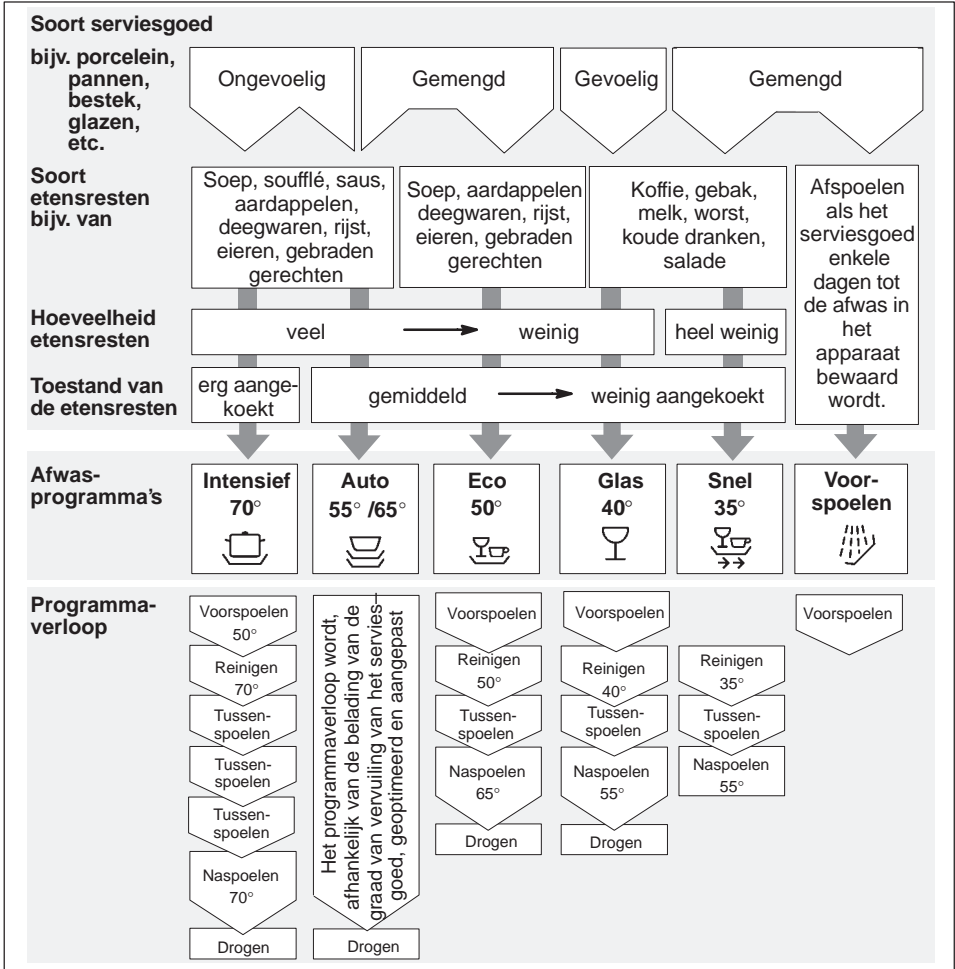 Soort serviesgoed
bijv. porcelein,
pannen,
bestek,
glazen,
etc.
Ongevoelig
Gemengd
Gevoelig
Gemengd
Soort
etensresten
bijv. van
Soep, soufflé, saus,
aardappelen,
deegwaren, rijst,
eieren, gebraden
gerechten
Soep, aardappelen
deegwaren, rijst,
eieren, gebraden
gerechten
Koffie, gebak,
melk, worst,
koude dranken,
salade
Afspoelen
als het
serviesgoed
enkele
dagen tot
de afwas in
het
apparaat
bewaard
wordt.
Hoeveelheid
etensresten
veel
weinig
heel weinig
Toestand van
de etensresten
erg aange-
koekt
gemiddeld
weinig aangekoekt
Afwas-
programma's
Intensief
70°
Auto
55° /65°
Eco
50°
Glas
40°
Snel
35°
Voor-
spoelen
Programma-
verloop
Voorspoelen
50°
Reinigen
70°
Tussen-
spoelen
Tussen-
spoelen
Tussen-
spoelen
Naspoelen
70°
Drogen
Het programmaverloop wordt,
afhankelijk van de belading van de
graad van vervuiling van het servies–
goed, geoptimeerd en aangepast
Drogen
Voorspoelen
Reinigen
50°
Tussen-
spoelen
Naspoelen
65°
Drogen
Voorspoelen
Reinigen
40°
Tussen-
spoelen
Naspoelen
55°
Drogen
Reinigen
35°
Tussen-
spoelen
Naspoelen
55°
Voorspoelen